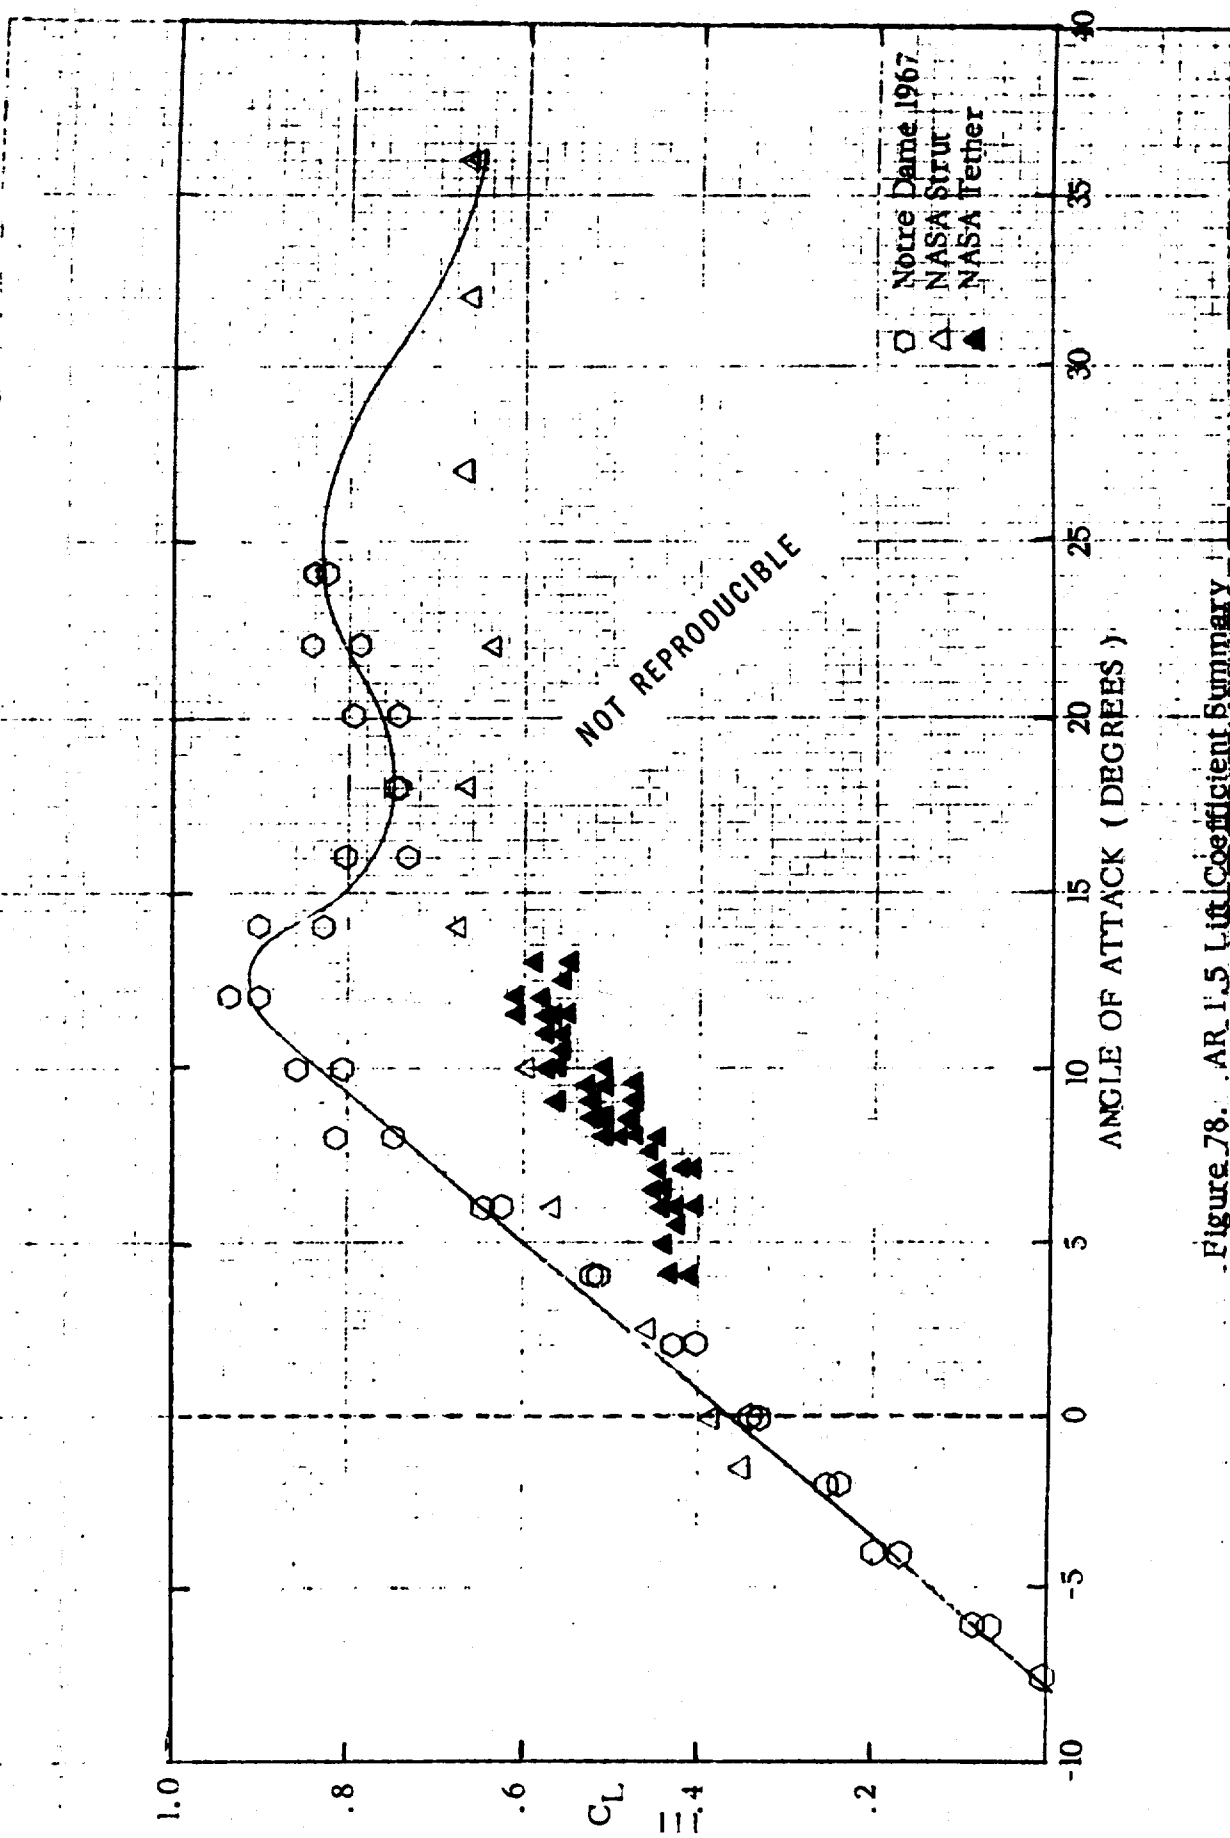 1.0
.8
.6
C_L
.4
.2
-10
-5
0
5
10
15
20
25
30
35
40
ANGLE OF ATTACK ( DEGREES )
Notre Dame 1967
NASA Strut
NASA Tether
NOT REPRODUCIBLE
Figure 78. AR 1.5 Lift Coefficient Summary